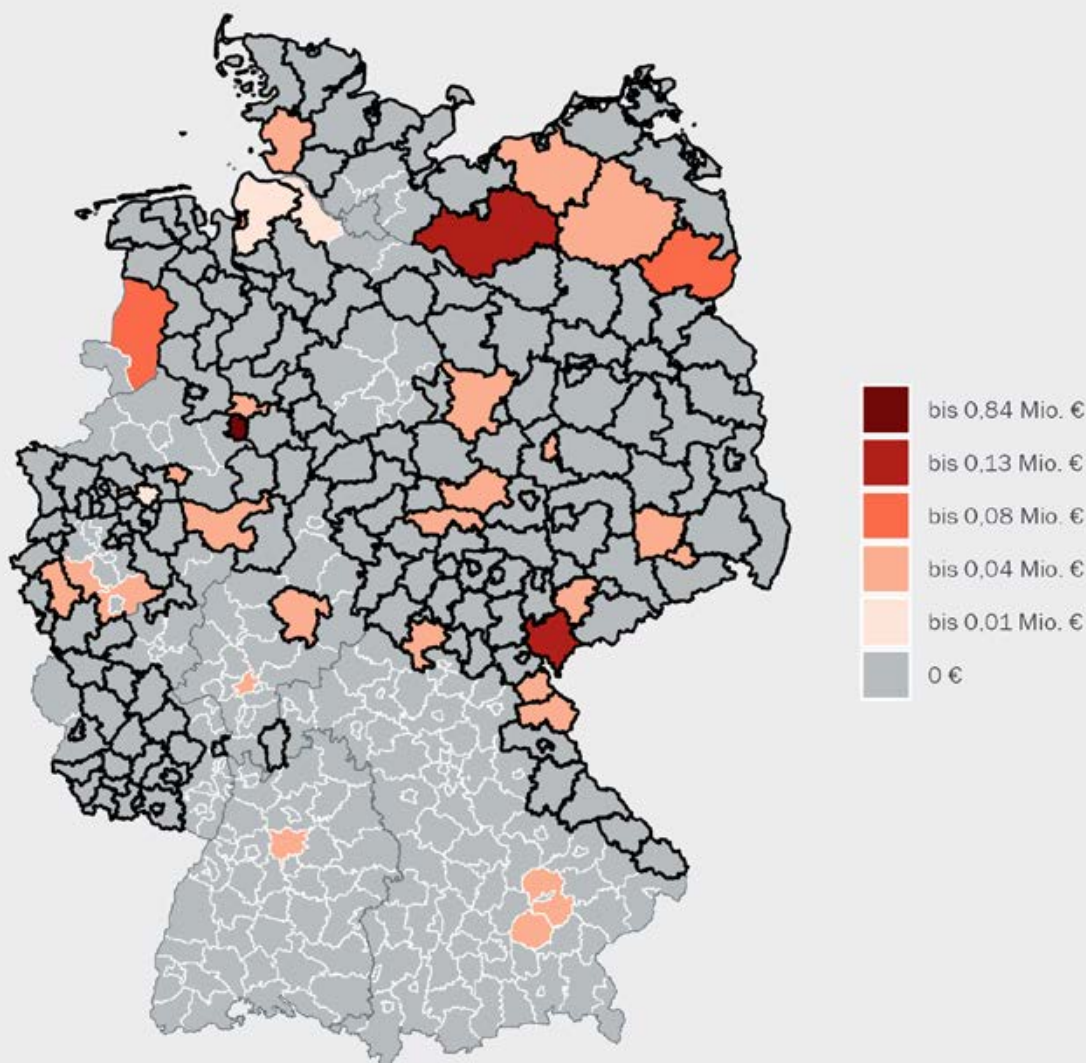 bis 0,84 Mio. €
bis 0,13 Mio. €
bis 0,08 Mio. €
bis 0,04 Mio. €
bis 0,01 Mio. €
0 €